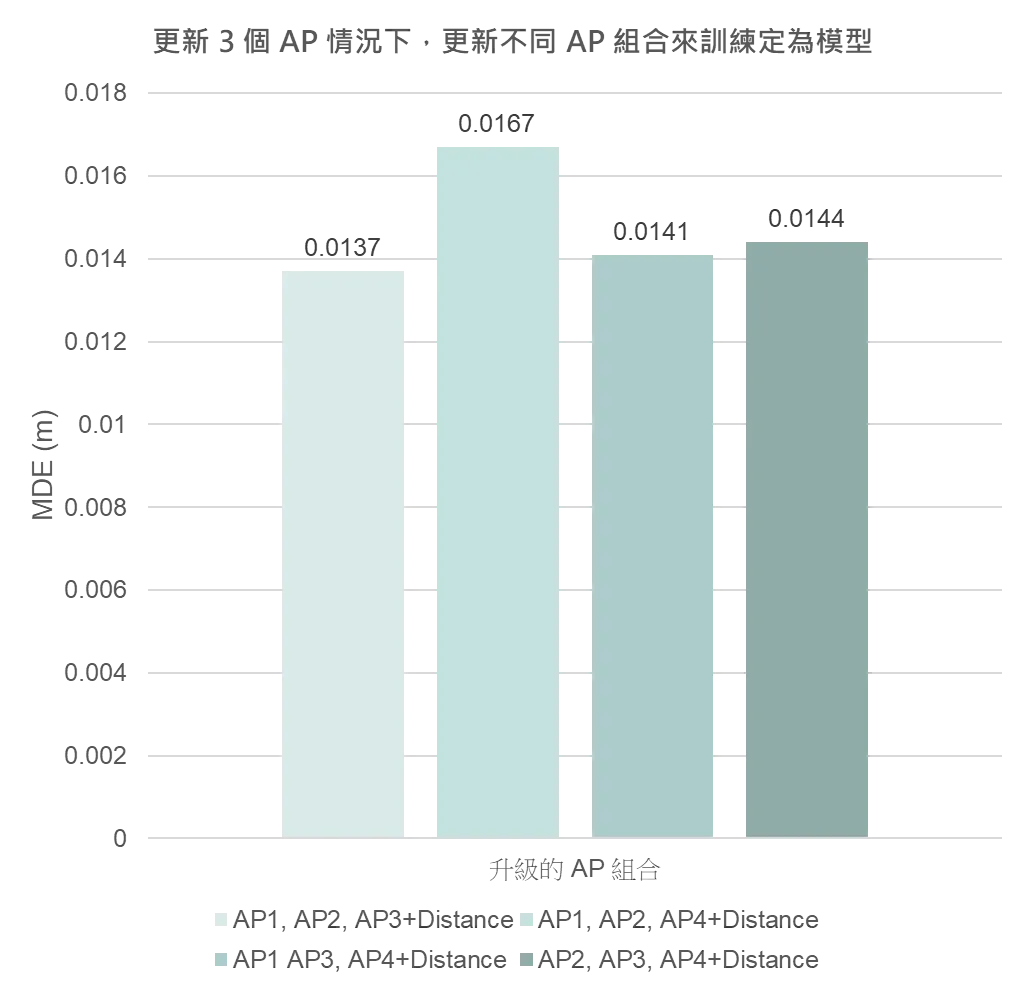 更新 3 個 AP 情況下，更新不同 AP 組合來訓練定為模型
0.018
0.0167
0.016
0.0144
0.0141
0.0137
0.014
0.012
0.01
MDE (m)
0.008
0.006
0.004
0.002
0
升級的 AP 組合
AP1, AP2, AP3+Distance
AP1, AP2, AP4+Distance
AP1 AP3, AP4+Distance
AP2, AP3, AP4+Distance